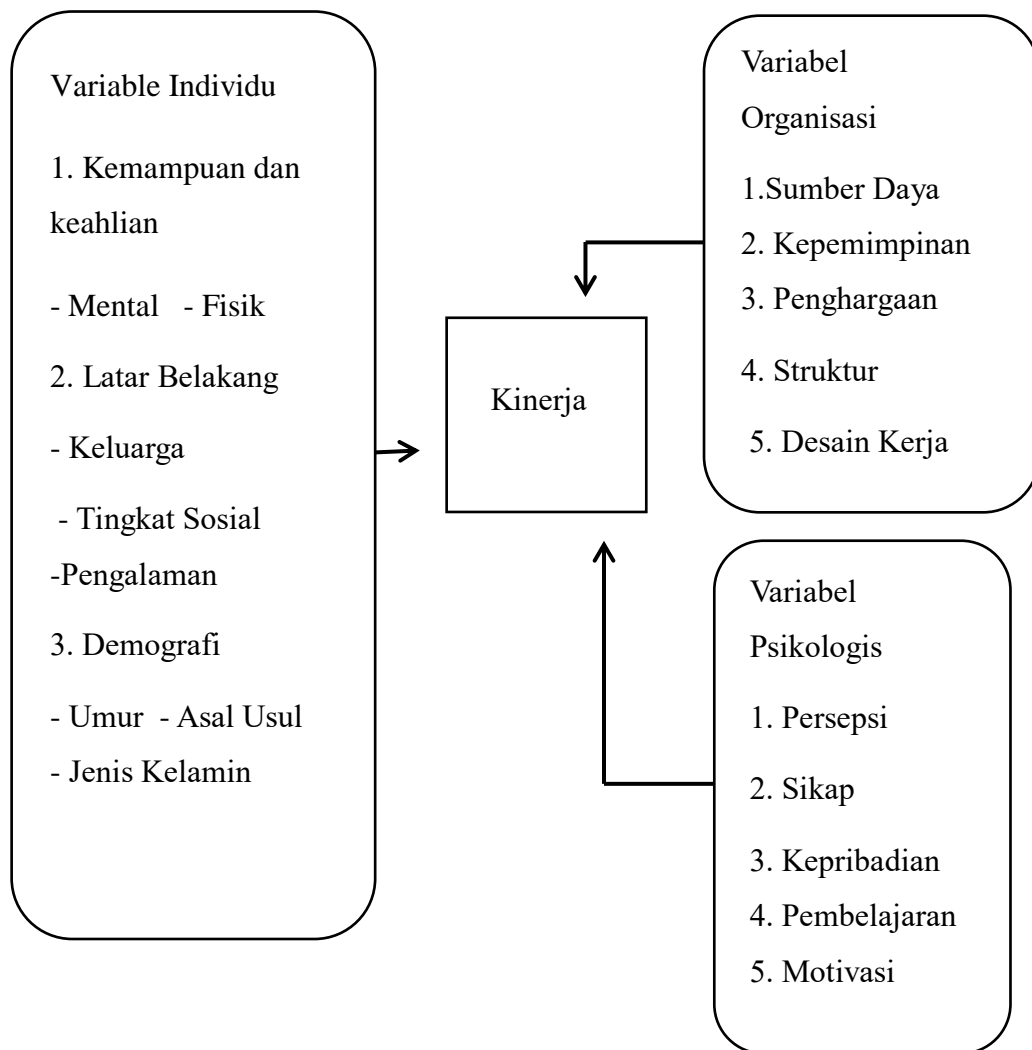 Variable Individu
1. Kemampuan dan
keahlian
- Mental - Fisik
2. Latar Belakang
- Keluarga
- Tingkat Sosial
-Pengalaman
3. Demografi
- Umur - Asal Usul
- Jenis Kelamin
Kinerja
Variabel
Organisasi
1.Sumber Daya
2. Kepemimpinan
3. Penghargaan
4. Struktur
5. Desain Kerja
Variabel
Psikologis
1. Persepsi
2. Sikap
3. Kepribadian
4. Pembelajaran
5. Motivasi